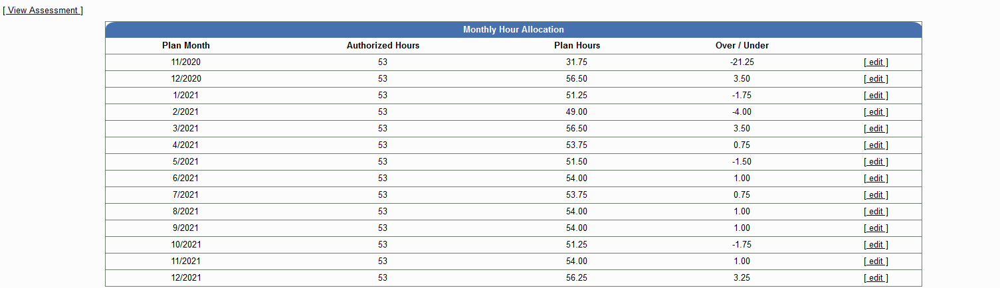 [ View Assessment ]
Monthly Hour Allocation
Plan Month Authorized Hours Plan Hours Over / Under
11/2020 53 31.75 -21.25 [ edit ]
12/2020 53 56.50 3.50 [ edit ]
1/2021 53 51.25 -1.75 [ edit ]
2/2021 53 49.00 -4.00 [ edit ]
3/2021 53 56.50 3.50 [ edit ]
4/2021 53 53.75 0.75 [ edit ]
5/2021 53 51.50 -1.50 [ edit ]
6/2021 53 54.00 1.00 [ edit ]
7/2021 53 53.75 0.75 [ edit ]
8/2021 53 54.00 1.00 [ edit ]
9/2021 53 54.00 1.00 [ edit ]
10/2021 53 51.25 -1.75 [ edit ]
11/2021 53 54.00 1.00 [ edit ]
12/2021 53 56.25 3.25 [ edit ]